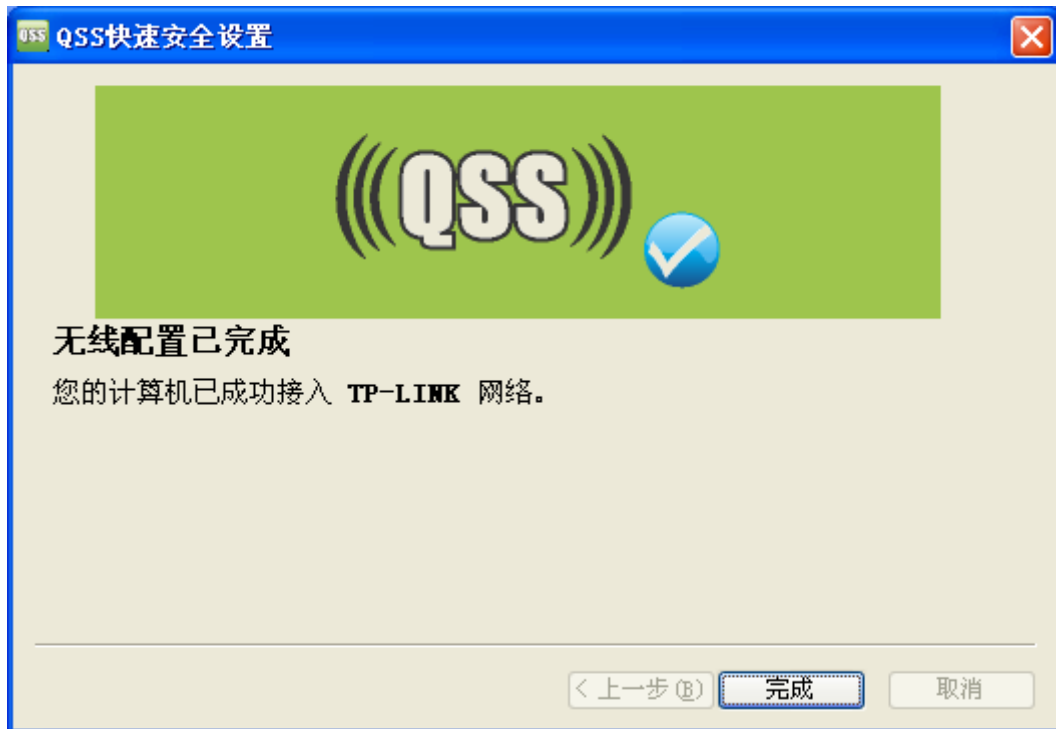 QSS QSS快速安全设置
(((QSS)))
无线配置已完成
您的计算机已成功接入 TP-LINK 网络。
< 上一步(B) 完成 取消